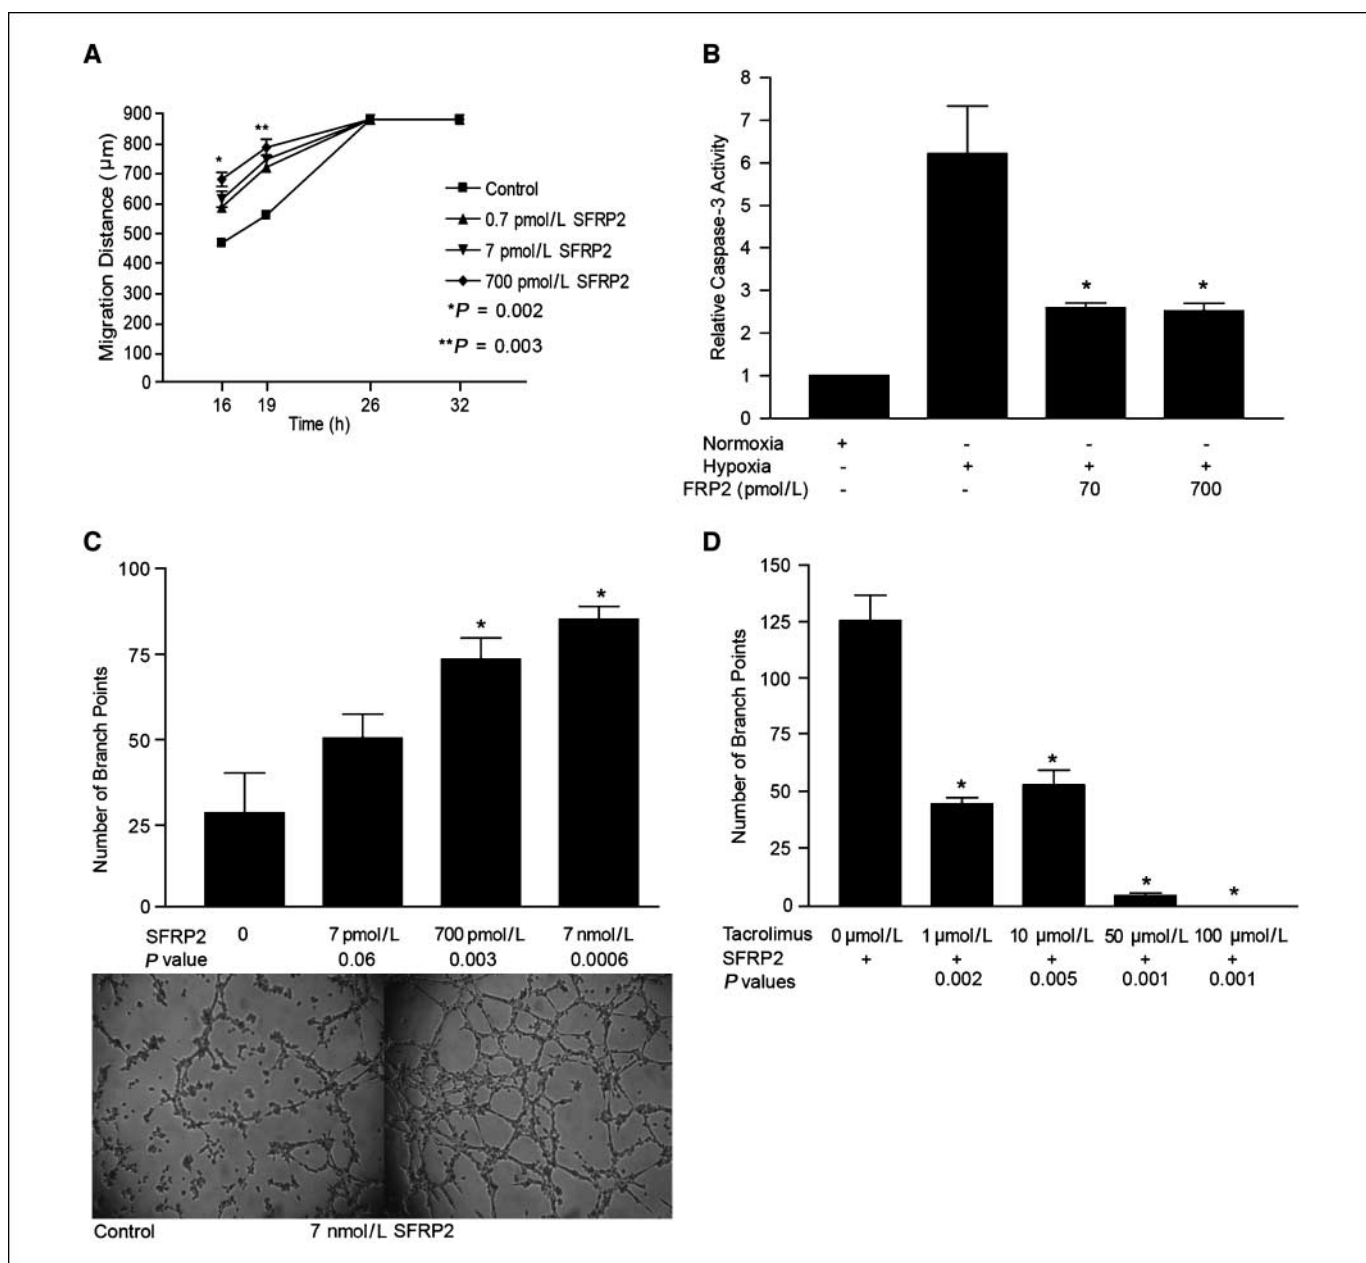 A
900
800
700
600
500
400
300
200
100
0
Migration Distance (µm)
*
**
Control
0.7 pmol/L SFRP2
7 pmol/L SFRP2
700 pmol/L SFRP2
*P = 0.002
**P = 0.003
16 19 26 32
Time (h)
B
8
7
6
5
4
3
2
1
0
Relative Caspase-3 Activity
* *
Normoxia + - - -
Hypoxia - + + +
FRP2 (pmol/L) - - 70 700
C
100
75
50
25
0
Number of Branch Points
* *
SFRP2 0 7 pmol/L 700 pmol/L 7 nmol/L
P value 0.06 0.003 0.0006
Control 7 nmol/L SFRP2
D
150
125
100
75
50
25
0
Number of Branch Points
* * * *
Tacrolimus 0 µmol/L 1 µmol/L 10 µmol/L 50 µmol/L 100 µmol/L
SFRP2 + + + + +
P values 0.002 0.005 0.001 0.001